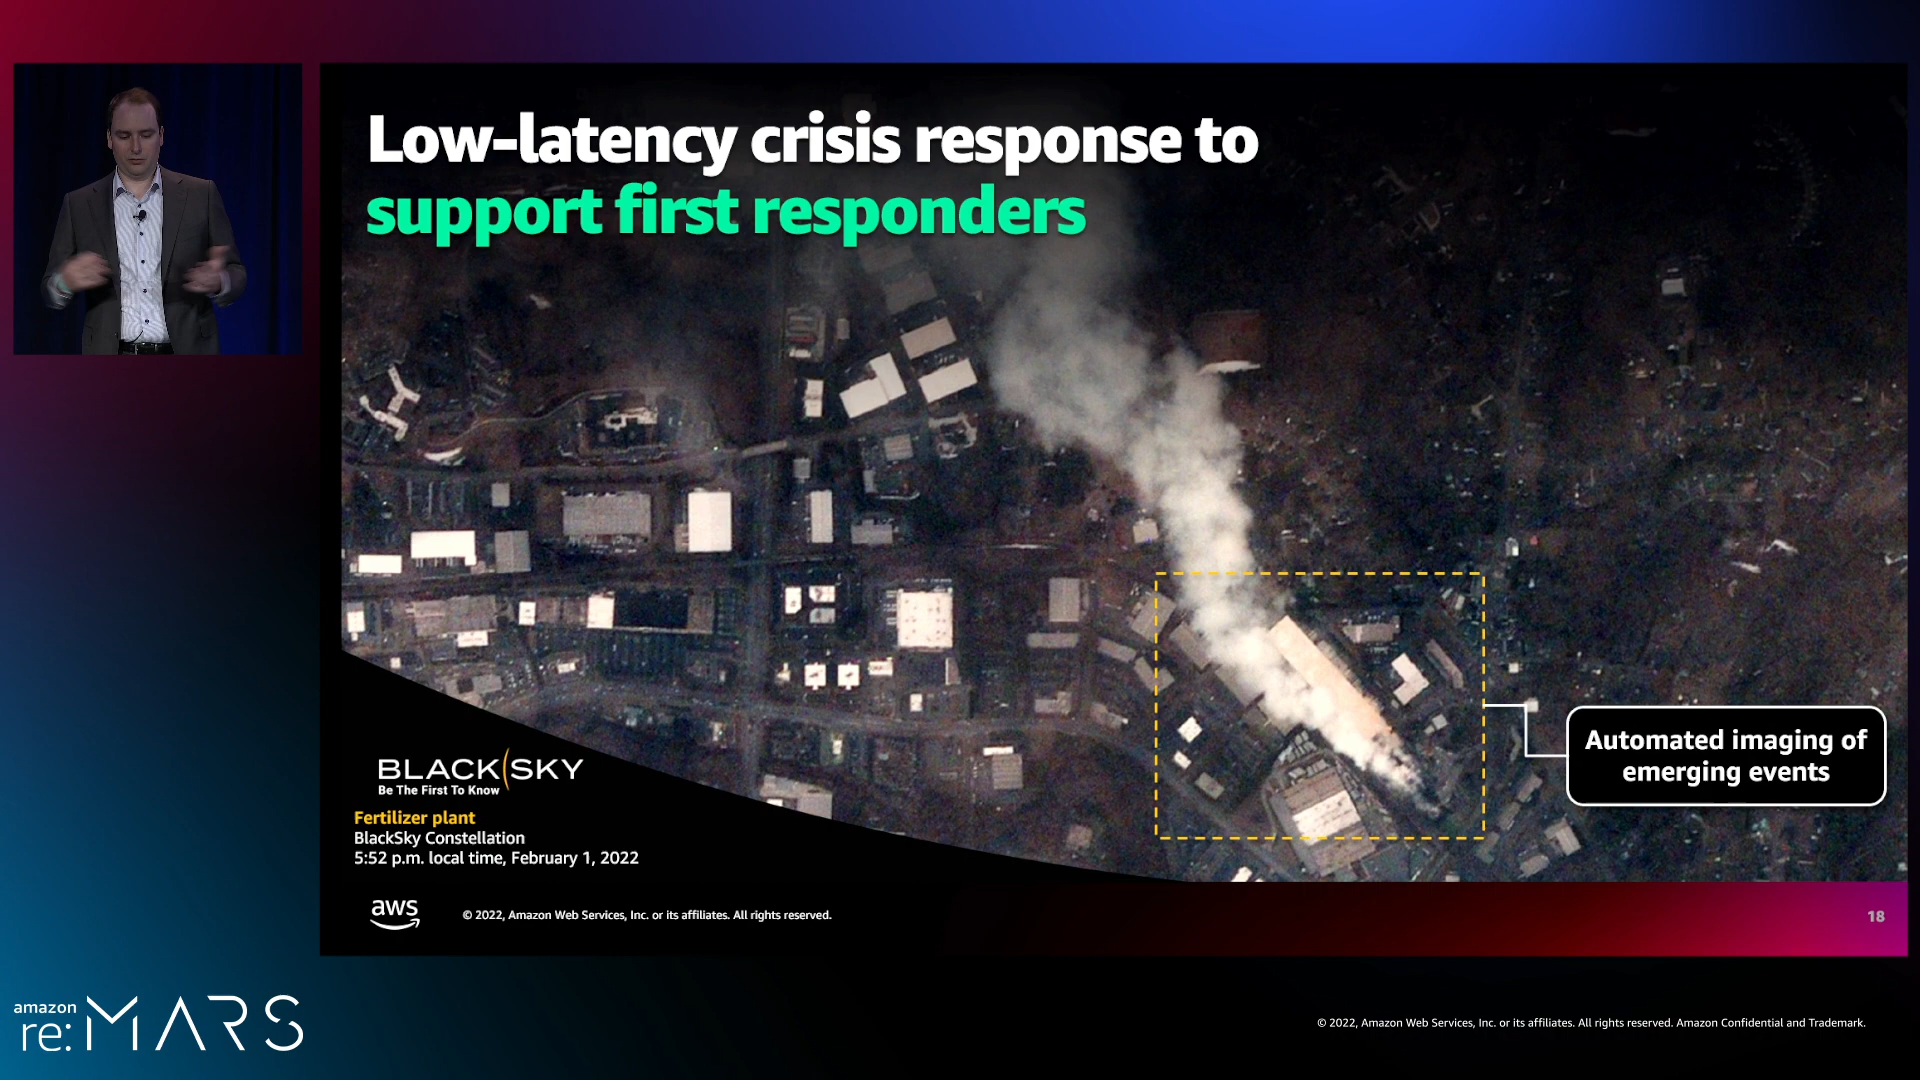 Low-latency crisis response to
support first responders
Automated imaging of
emerging events
BLACK SKY
Be The First To Know
Fertilizer plant
BlackSky Constellation
5:52 p.m. local time, February 1, 2022
aws
© 2022, Amazon Web Services, Inc. or its affiliates. All rights reserved.
18
amazon
re:MARS
© 2022, Amazon Web Services, Inc. or its affiliates. All rights reserved. Amazon Confidential and Trademark.